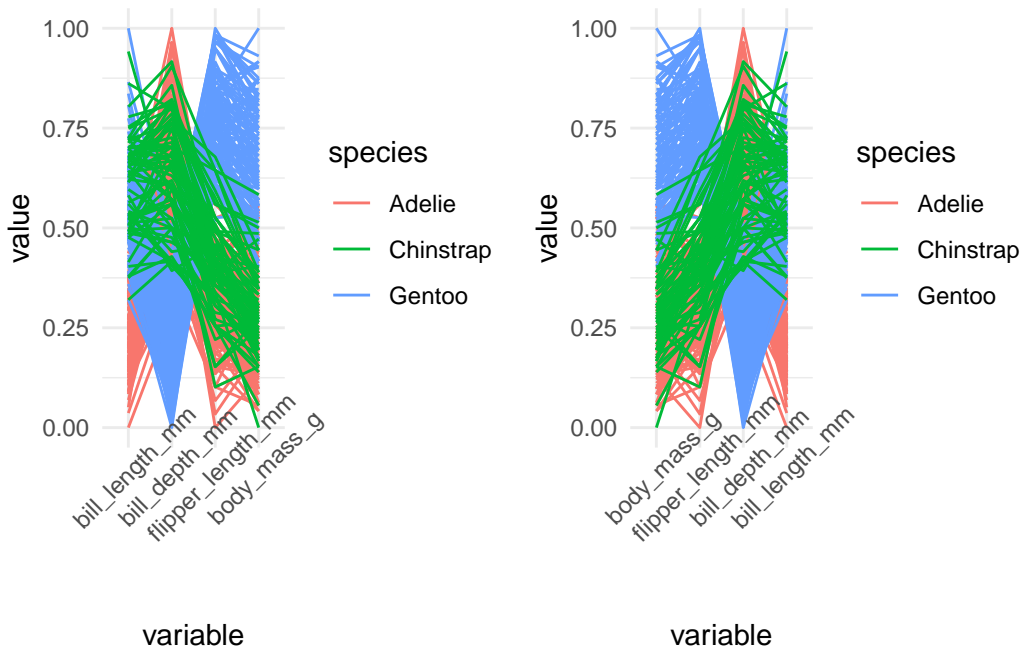 value
1.00
0.75
0.50
0.25
0.00
bill_length_mm
bill_depth_mm
flipper_length_mm
body_mass_g
variable
species
Adelie
Chinstrap
Gentoo
value
1.00
0.75
0.50
0.25
0.00
body_mass_g
flipper_length_mm
bill_depth_mm
bill_length_mm
variable
species
Adelie
Chinstrap
Gentoo